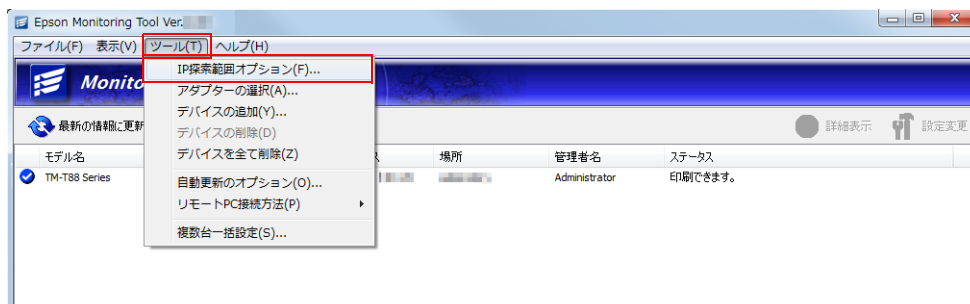 Epson Monitoring Tool Ver.
ファイル(F) 表示(V) ツール(T) ヘルプ(H)
IP探索範囲オプション(F)...
Monito
アダプターの選択(A)...
デバイスの追加(Y)...
最新の情報に更新
デバイスの削除(D)
詳細表示 設定変更
デバイスを全て削除(Z)
モデル名 ス 場所 管理者名 ステータス
TM-T88 Series Administrator 印刷できます。
自動更新のオプション(O)...
リモートPC接続方法(P)
複数台一括設定(S)...